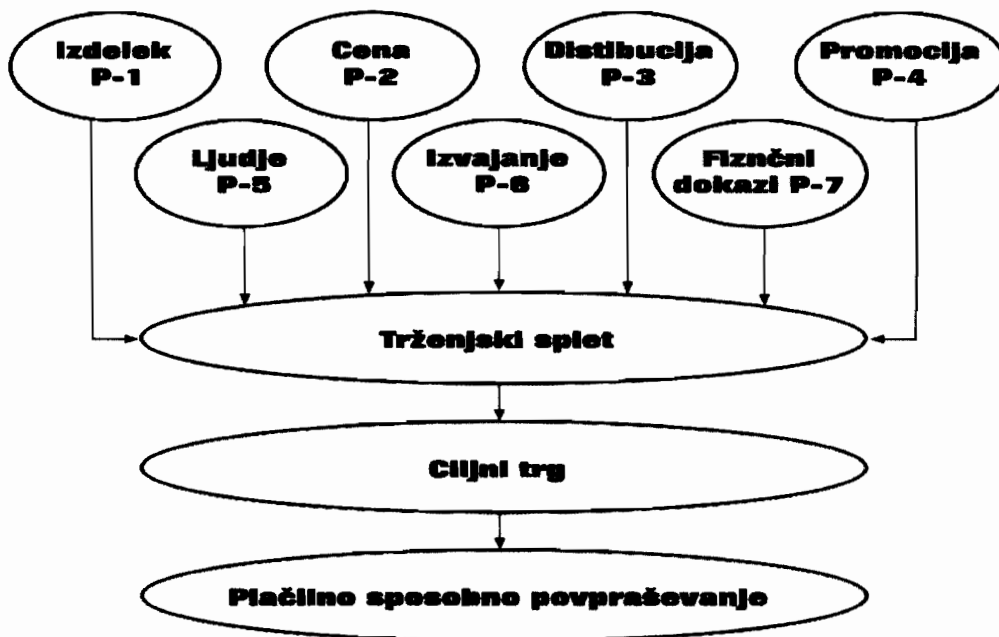 Izdelek
P-1
Cena
P-2
Distibucija
P-3
Promocija
P-4
Ljudje
P-5
Izvajanje
P-6
Fiznčni
dokazi P-7
Trženjski splet
Ciljni trg
Plačilno sposobno povpraševanje